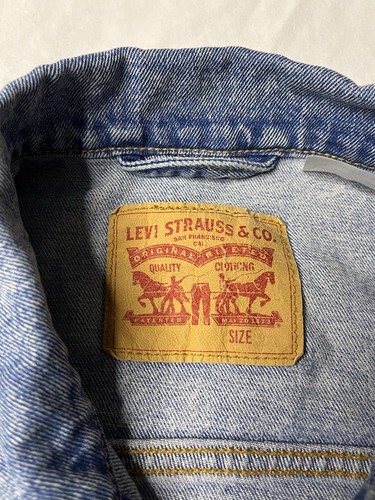 LEVI STRAUSS & CO.
SAN FRANCISCO
CAL.
ORIGINAL RIVETED
QUALITY CLOTHING
PATENTED MAY 20 1873
SIZE